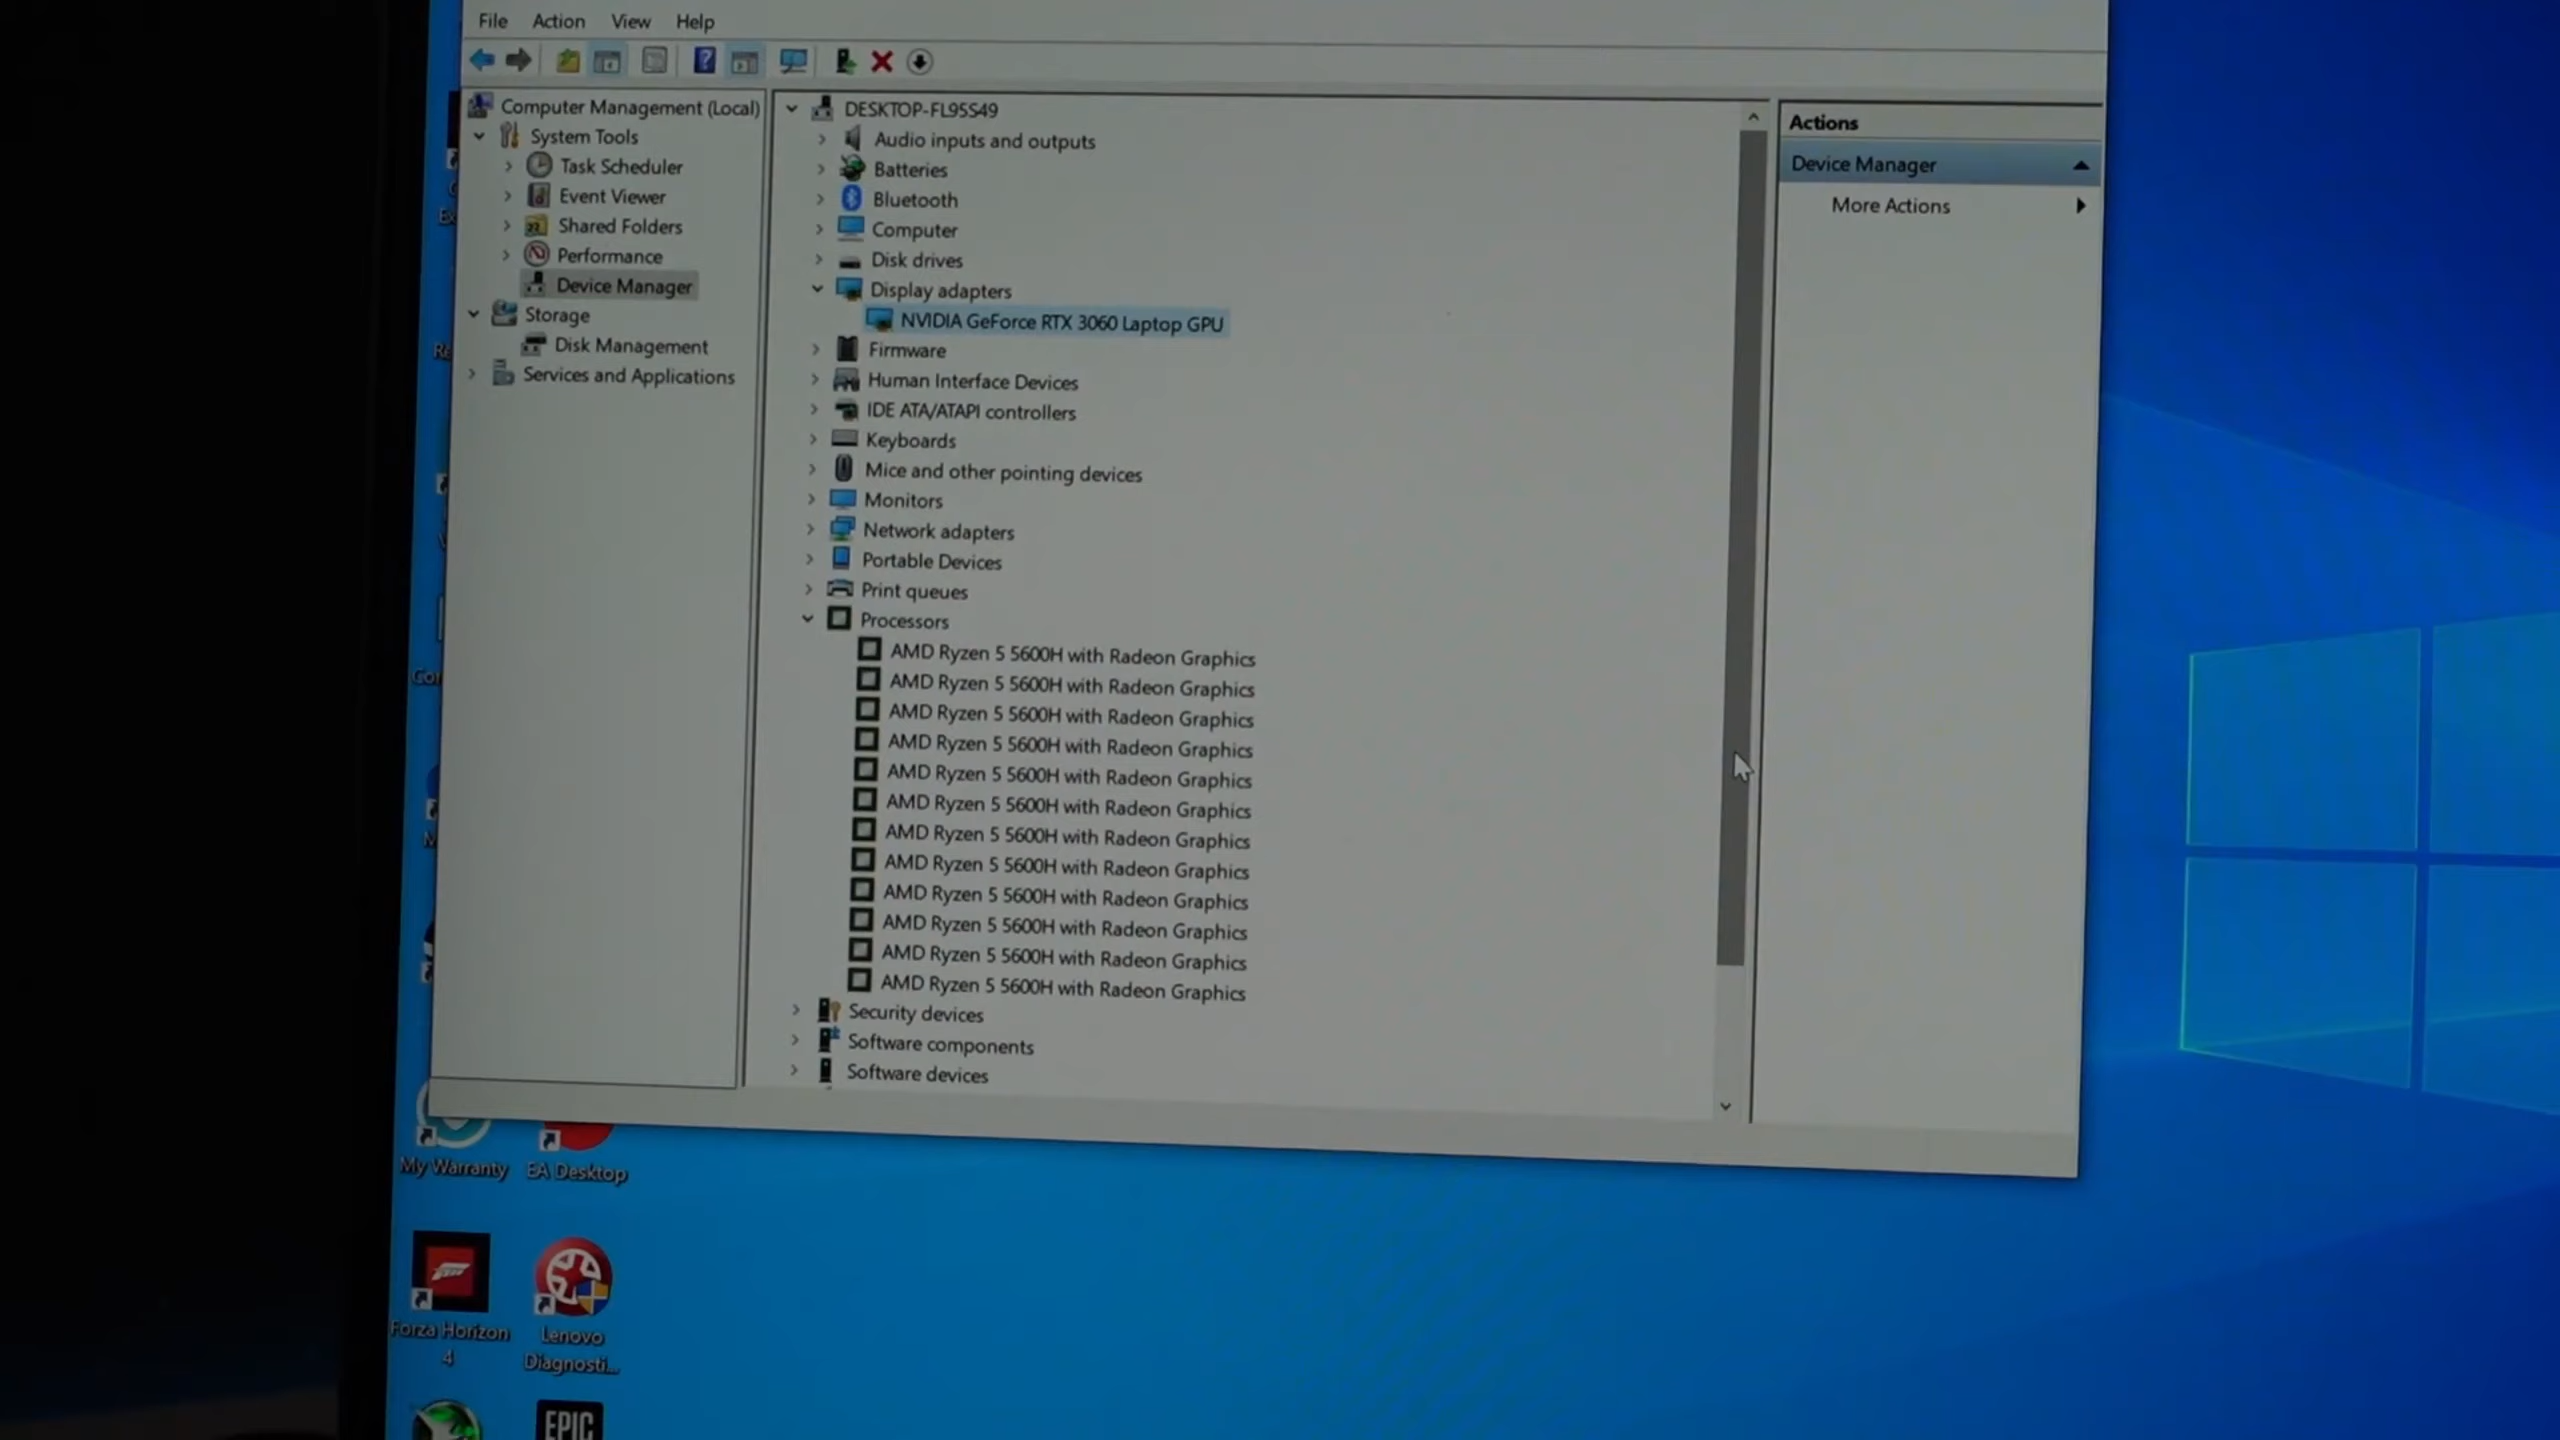 File Action View Help
Computer Management (Local)
System Tools
Task Scheduler
Event Viewer
Shared Folders
Performance
Device Manager
Storage
Disk Management
Services and Applications
DESKTOP-FL95S49
Audio inputs and outputs
Batteries
Bluetooth
Computer
Disk drives
Display adapters
NVIDIA GeForce RTX 3060 Laptop GPU
Firmware
Human Interface Devices
IDE ATA/ATAPI controllers
Keyboards
Mice and other pointing devices
Monitors
Network adapters
Portable Devices
Print queues
Processors
AMD Ryzen 5 5600H with Radeon Graphics
AMD Ryzen 5 5600H with Radeon Graphics
AMD Ryzen 5 5600H with Radeon Graphics
AMD Ryzen 5 5600H with Radeon Graphics
AMD Ryzen 5 5600H with Radeon Graphics
AMD Ryzen 5 5600H with Radeon Graphics
AMD Ryzen 5 5600H with Radeon Graphics
AMD Ryzen 5 5600H with Radeon Graphics
AMD Ryzen 5 5600H with Radeon Graphics
AMD Ryzen 5 5600H with Radeon Graphics
AMD Ryzen 5 5600H with Radeon Graphics
AMD Ryzen 5 5600H with Radeon Graphics
Security devices
Software components
Software devices
Actions
Device Manager
More Actions
My Warranty
EA Desktop
Forza Horizon
4
Lenovo
Diagnosti...
EPIC